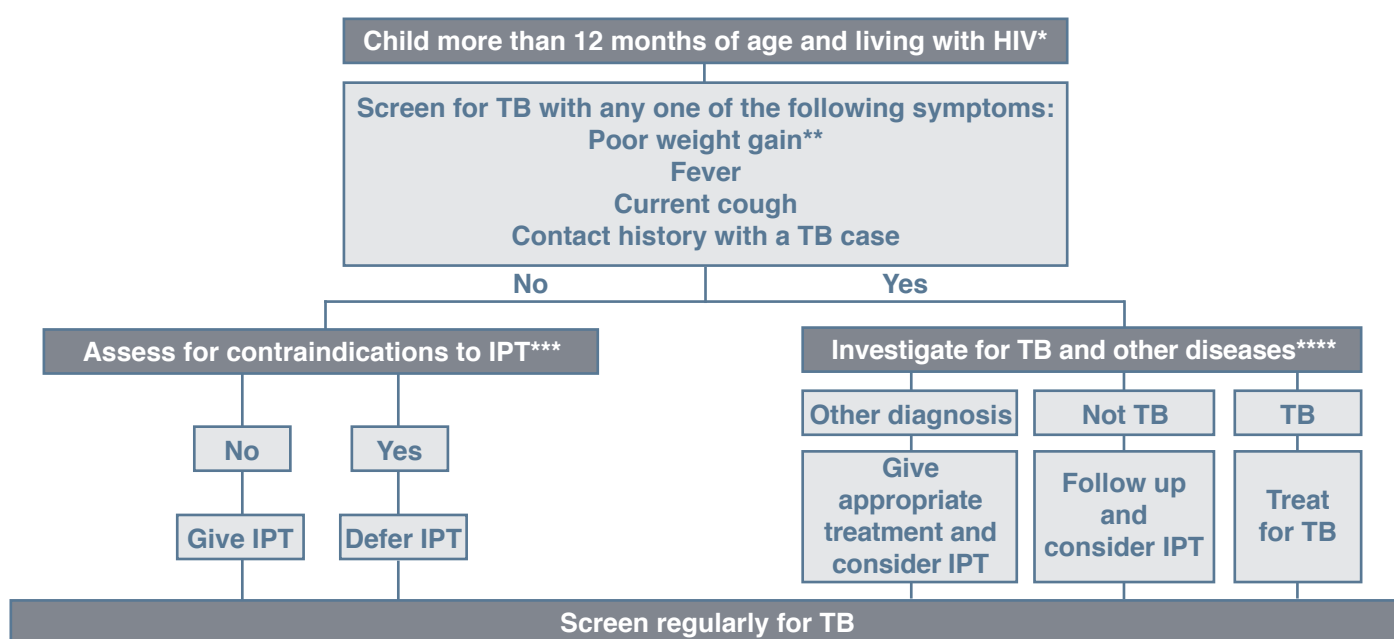 Child more than 12 months of age and living with HIV*
Screen for TB with any one of the following symptoms:
Poor weight gain**
Fever
Current cough
Contact history with a TB case
No
Yes
Assess for contraindications to IPT***
No
Yes
Give IPT
Defer IPT
Investigate for TB and other diseases****
Other diagnosis
Not TB
TB
Give
appropriate
treatment and
consider IPT
Follow up
and
consider IPT
Treat
for TB
Screen regularly for TB